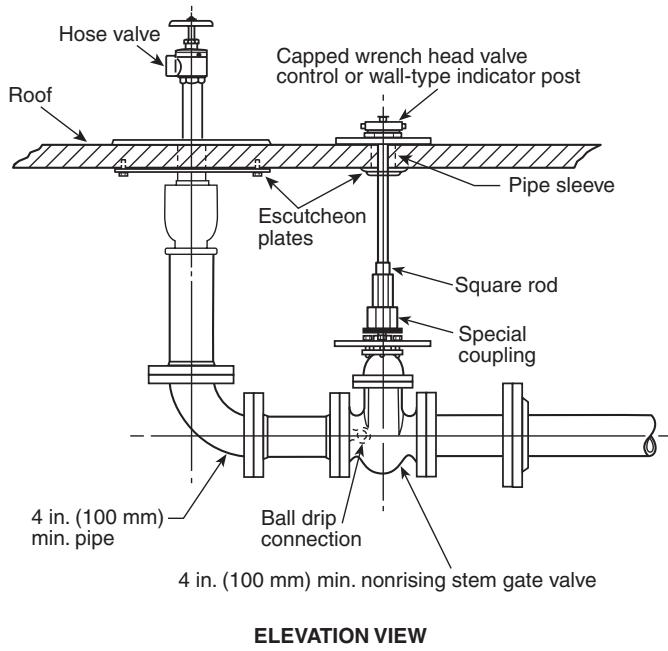 Hose valve
Capped wrench head valve
control or wall-type indicator post
Roof
Pipe sleeve
Escutcheon
plates
Square rod
Special
coupling
4 in. (100 mm)
min. pipe
Ball drip
connection
4 in. (100 mm) min. nonrising stem gate valve
ELEVATION VIEW